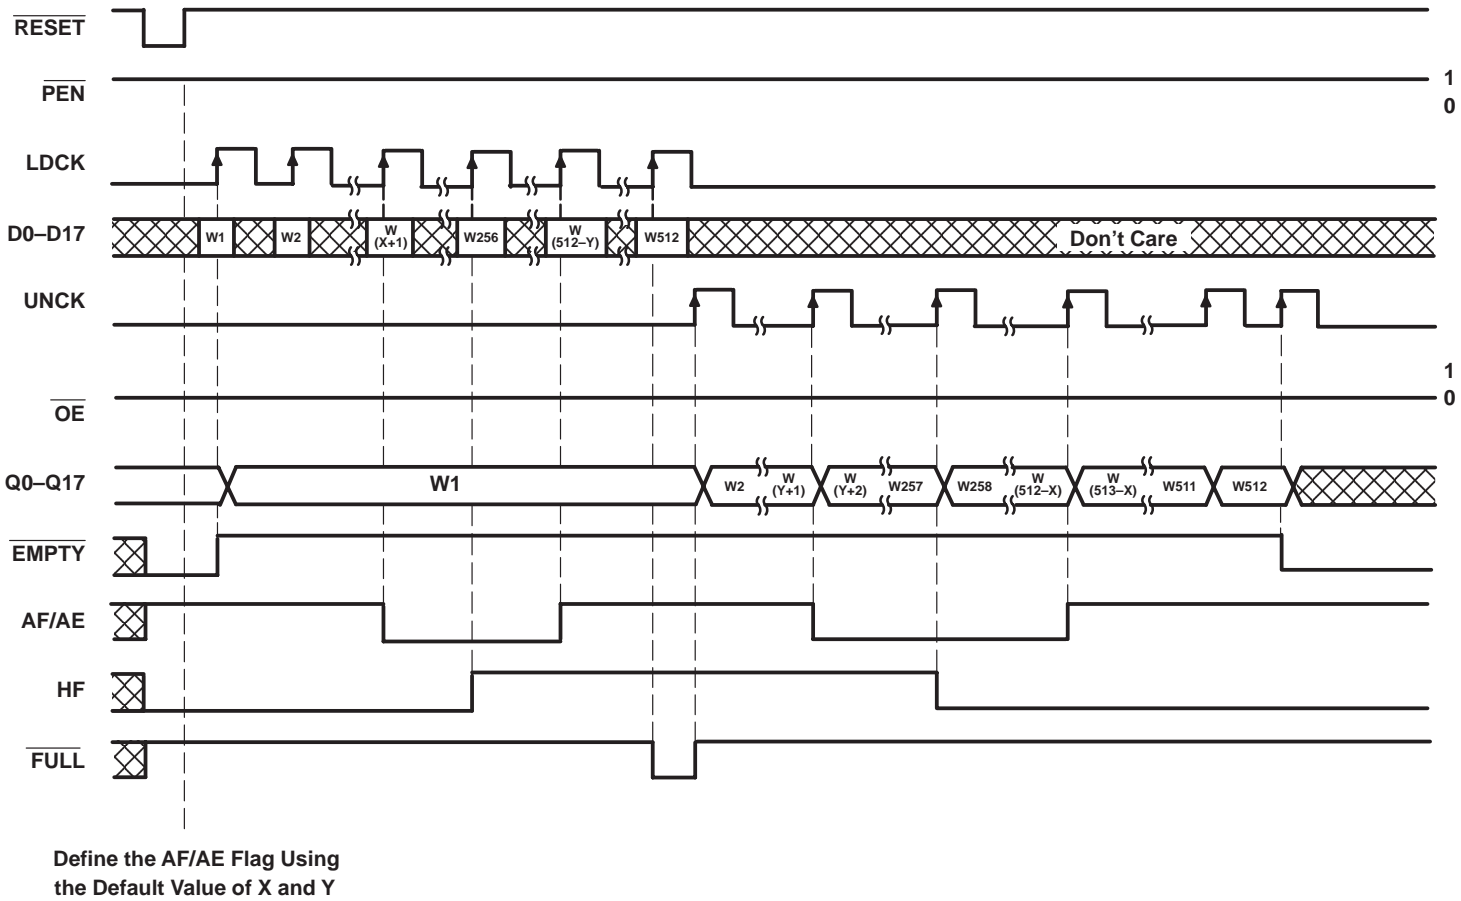 RESET
PEN
1
0
LDCK
D0–D17
W1
W2
W
(X+1)
W256
W
(512–Y)
W512
Don't Care
UNCK
1
0
OE
Q0–Q17
W1
W2
W
(Y+1)
W
(Y+2)
W257
W258
W
(512–X)
W
(513–X)
W511
W512
EMPTY
AF/AE
HF
FULL
Define the AF/AE Flag Using
the Default Value of X and Y